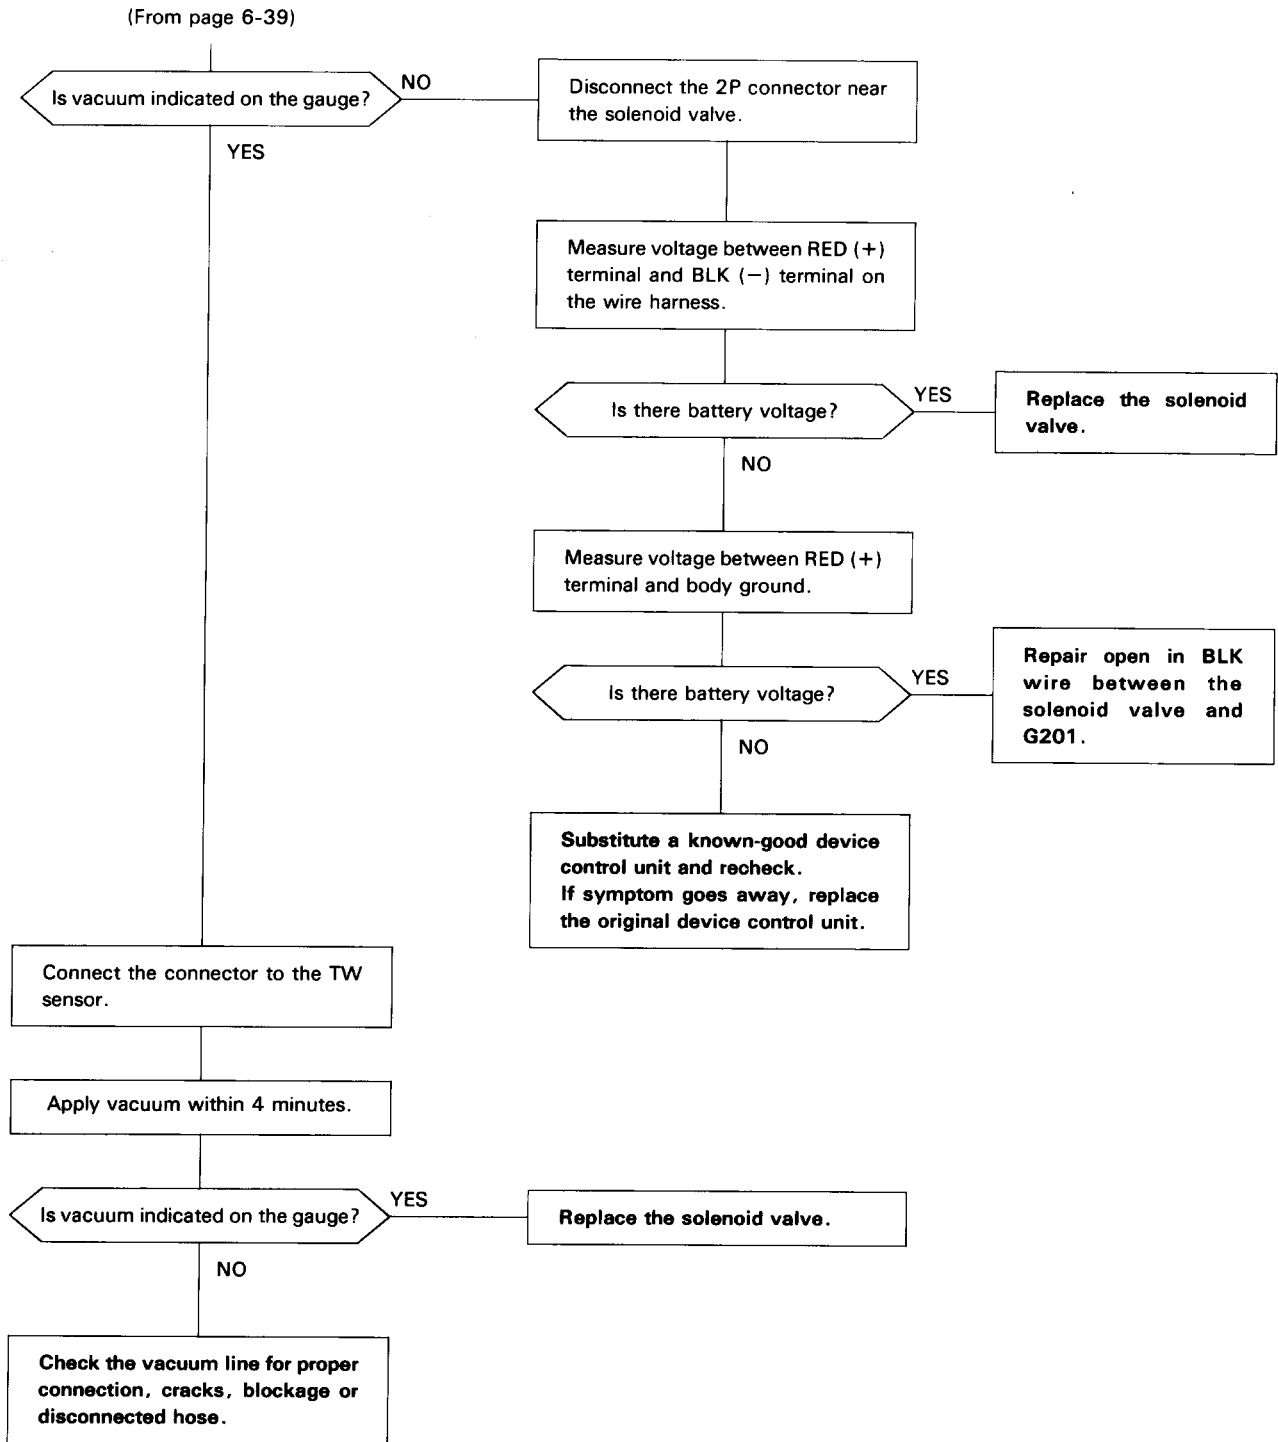 (From page 6-39)
Is vacuum indicated on the gauge?
NO
Disconnect the 2P connector near
the solenoid valve.
YES
Measure voltage between RED (+)
terminal and BLK (−) terminal on
the wire harness.
Is there battery voltage?
YES
Replace the solenoid
valve.
NO
Measure voltage between RED (+)
terminal and body ground.
Is there battery voltage?
YES
Repair open in BLK
wire between the
solenoid valve and
G201.
NO
Substitute a known-good device
control unit and recheck.
If symptom goes away, replace
the original device control unit.
Connect the connector to the TW
sensor.
Apply vacuum within 4 minutes.
Is vacuum indicated on the gauge?
YES
Replace the solenoid valve.
NO
Check the vacuum line for proper
connection, cracks, blockage or
disconnected hose.